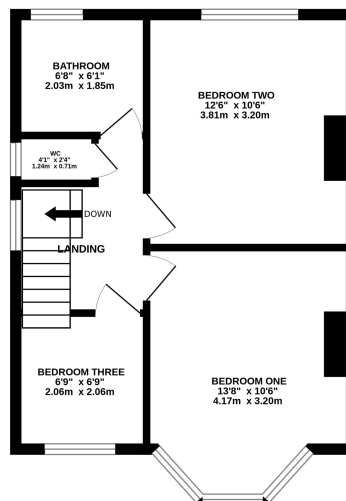 BATHROOM
6'8" x 6'1"
2.03m x 1.85m
BEDROOM TWO
12'6" x 10'6"
3.81m x 3.20m
WC
4'1" x 2'4"
1.24m x 0.71m
DOWN
LANDING
BEDROOM THREE
6'9" x 6'9"
2.06m x 2.06m
BEDROOM ONE
13'8" x 10'6"
4.17m x 3.20m